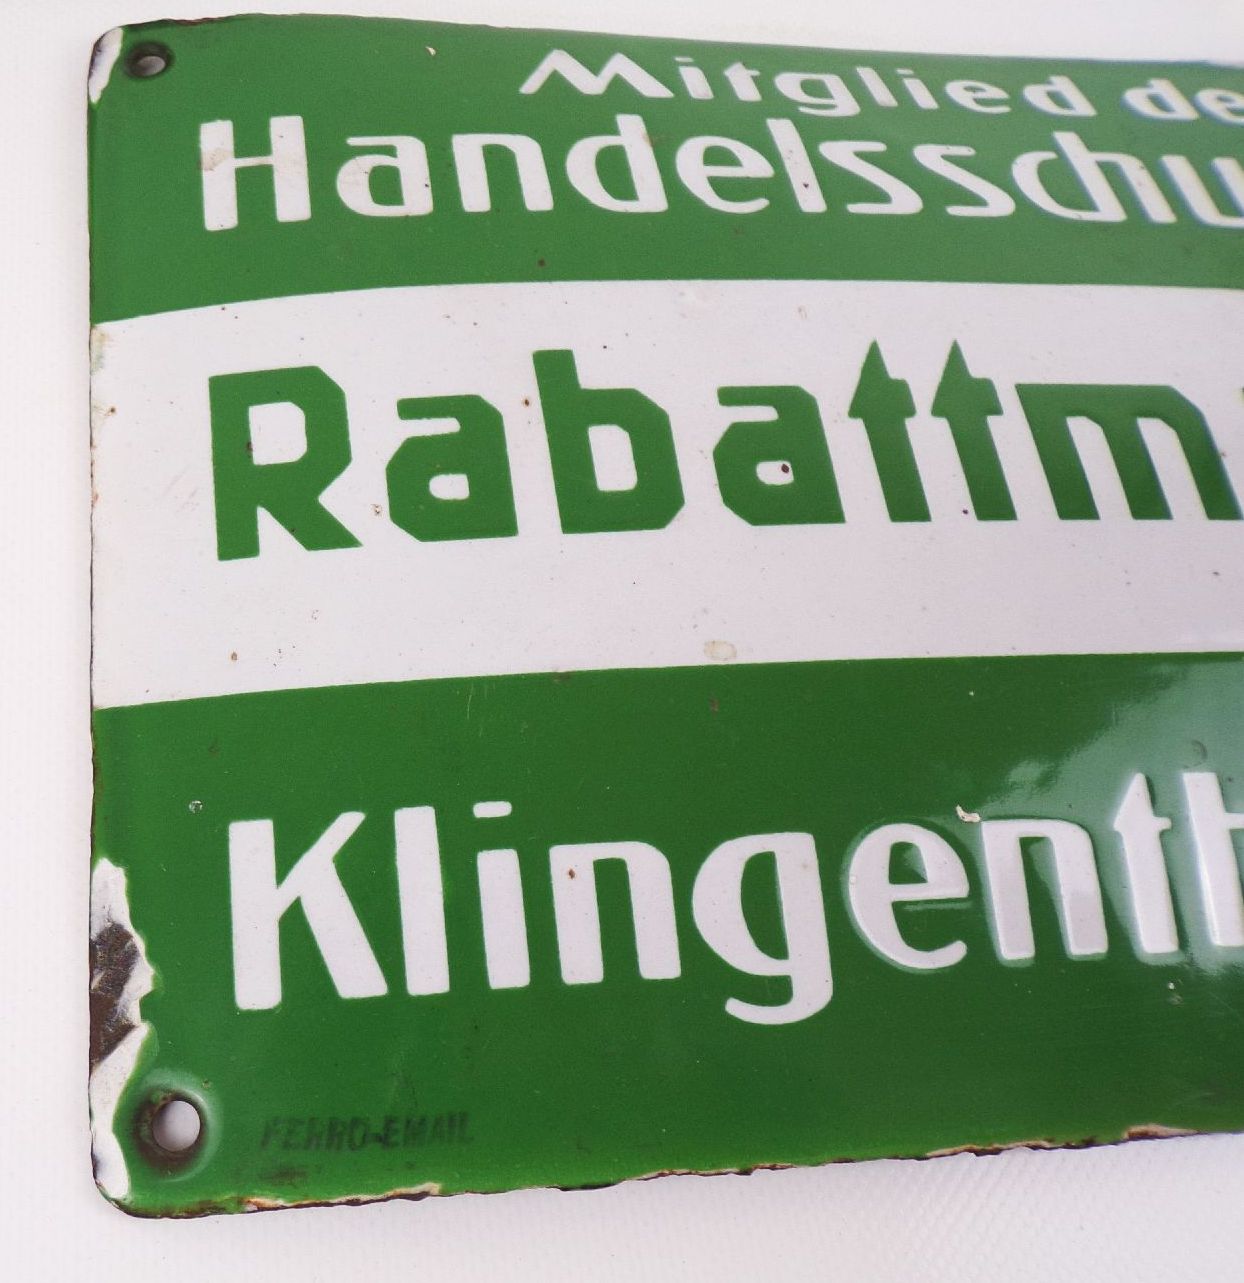 Mitglied de
Handelsschu
Rabattm
Klingenth
FERRO-EMAIL